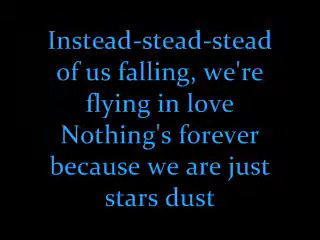 Instead-stead-stead
of us falling, we're
flying in love
Nothing's forever
because we are just
stars dust